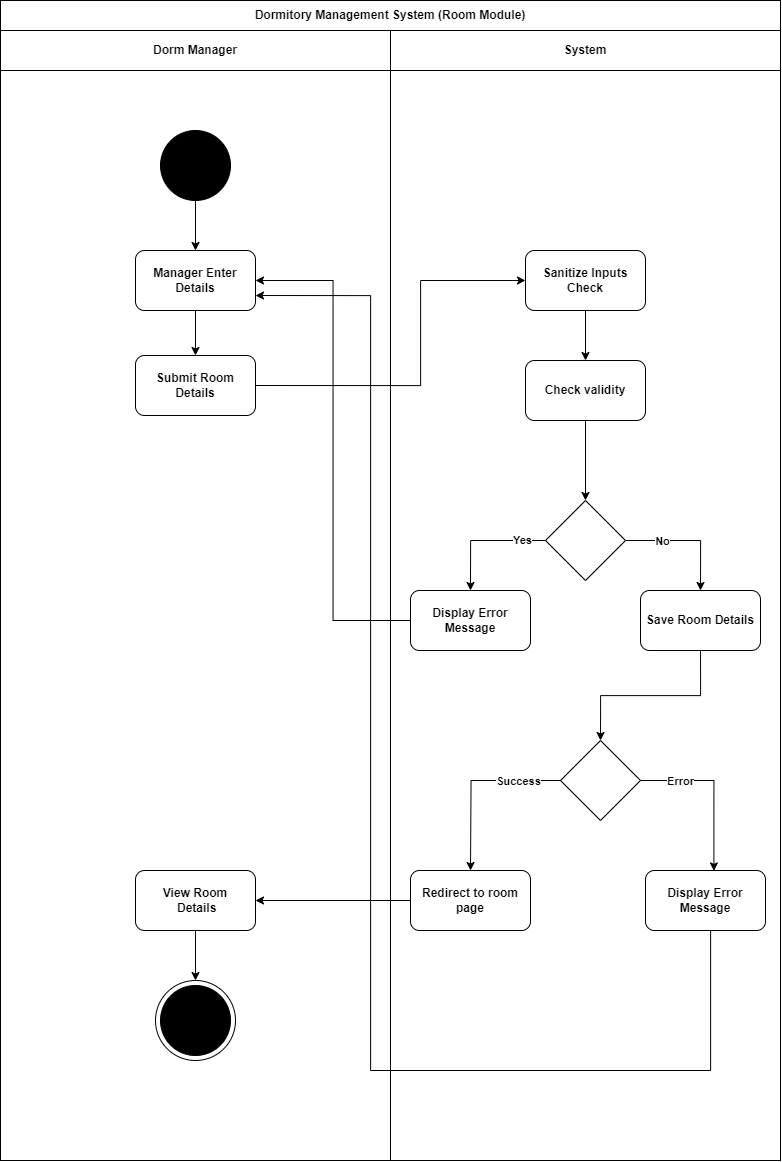 Dormitory Management System (Room Module)
Dorm Manager
System
Manager Enter
Details
Sanitize Inputs
Check
Submit Room
Details
Check validity
Yes
No
Display Error
Message
Save Room Details
Success
Error
View Room
Details
Redirect to room
page
Display Error
Message